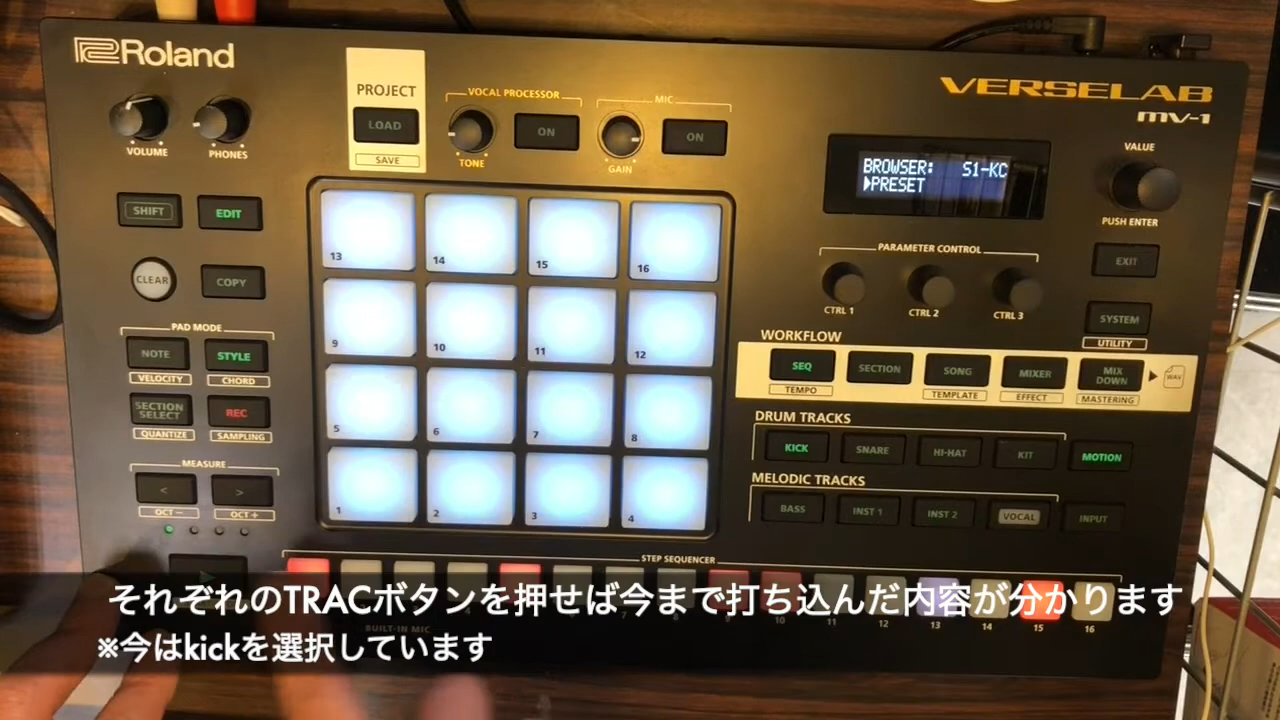 Roland
VERSELAB
MV-1
PROJECT
LOAD
SAVE
VOCAL PROCESSOR
TONE
ON
MIC
GAIN
ON
VOLUME
PHONES
BROWSER: S1-KC
PRESET
VALUE
PUSH ENTER
SHIFT
EDIT
CLEAR
COPY
PARAMETER CONTROL
CTRL 1
CTRL 2
CTRL 3
EXIT
SYSTEM
UTILITY
PAD MODE
NOTE
STYLE
VELOCITY
CHORD
SECTION SELECT
REC
QUANTIZE
SAMPLING
MEASURE
<
>
OCT −
OCT +
13
14
15
16
9
10
11
12
5
6
7
8
1
2
3
4
WORKFLOW
SEQ
SECTION
SONG
MIXER
MIX DOWN
WAV
TEMPO
TEMPLATE
EFFECT
MASTERING
DRUM TRACKS
KICK
SNARE
HI-HAT
KIT
MOTION
MELODIC TRACKS
BASS
INST 1
INST 2
VOCAL
INPUT
STEP SEQUENCER
それぞれのTRACボタンを押せば今まで打ち込んだ内容が分かります
10
11
12
13
14
15
16
BUILT-IN MIC
※今はkickを選択しています